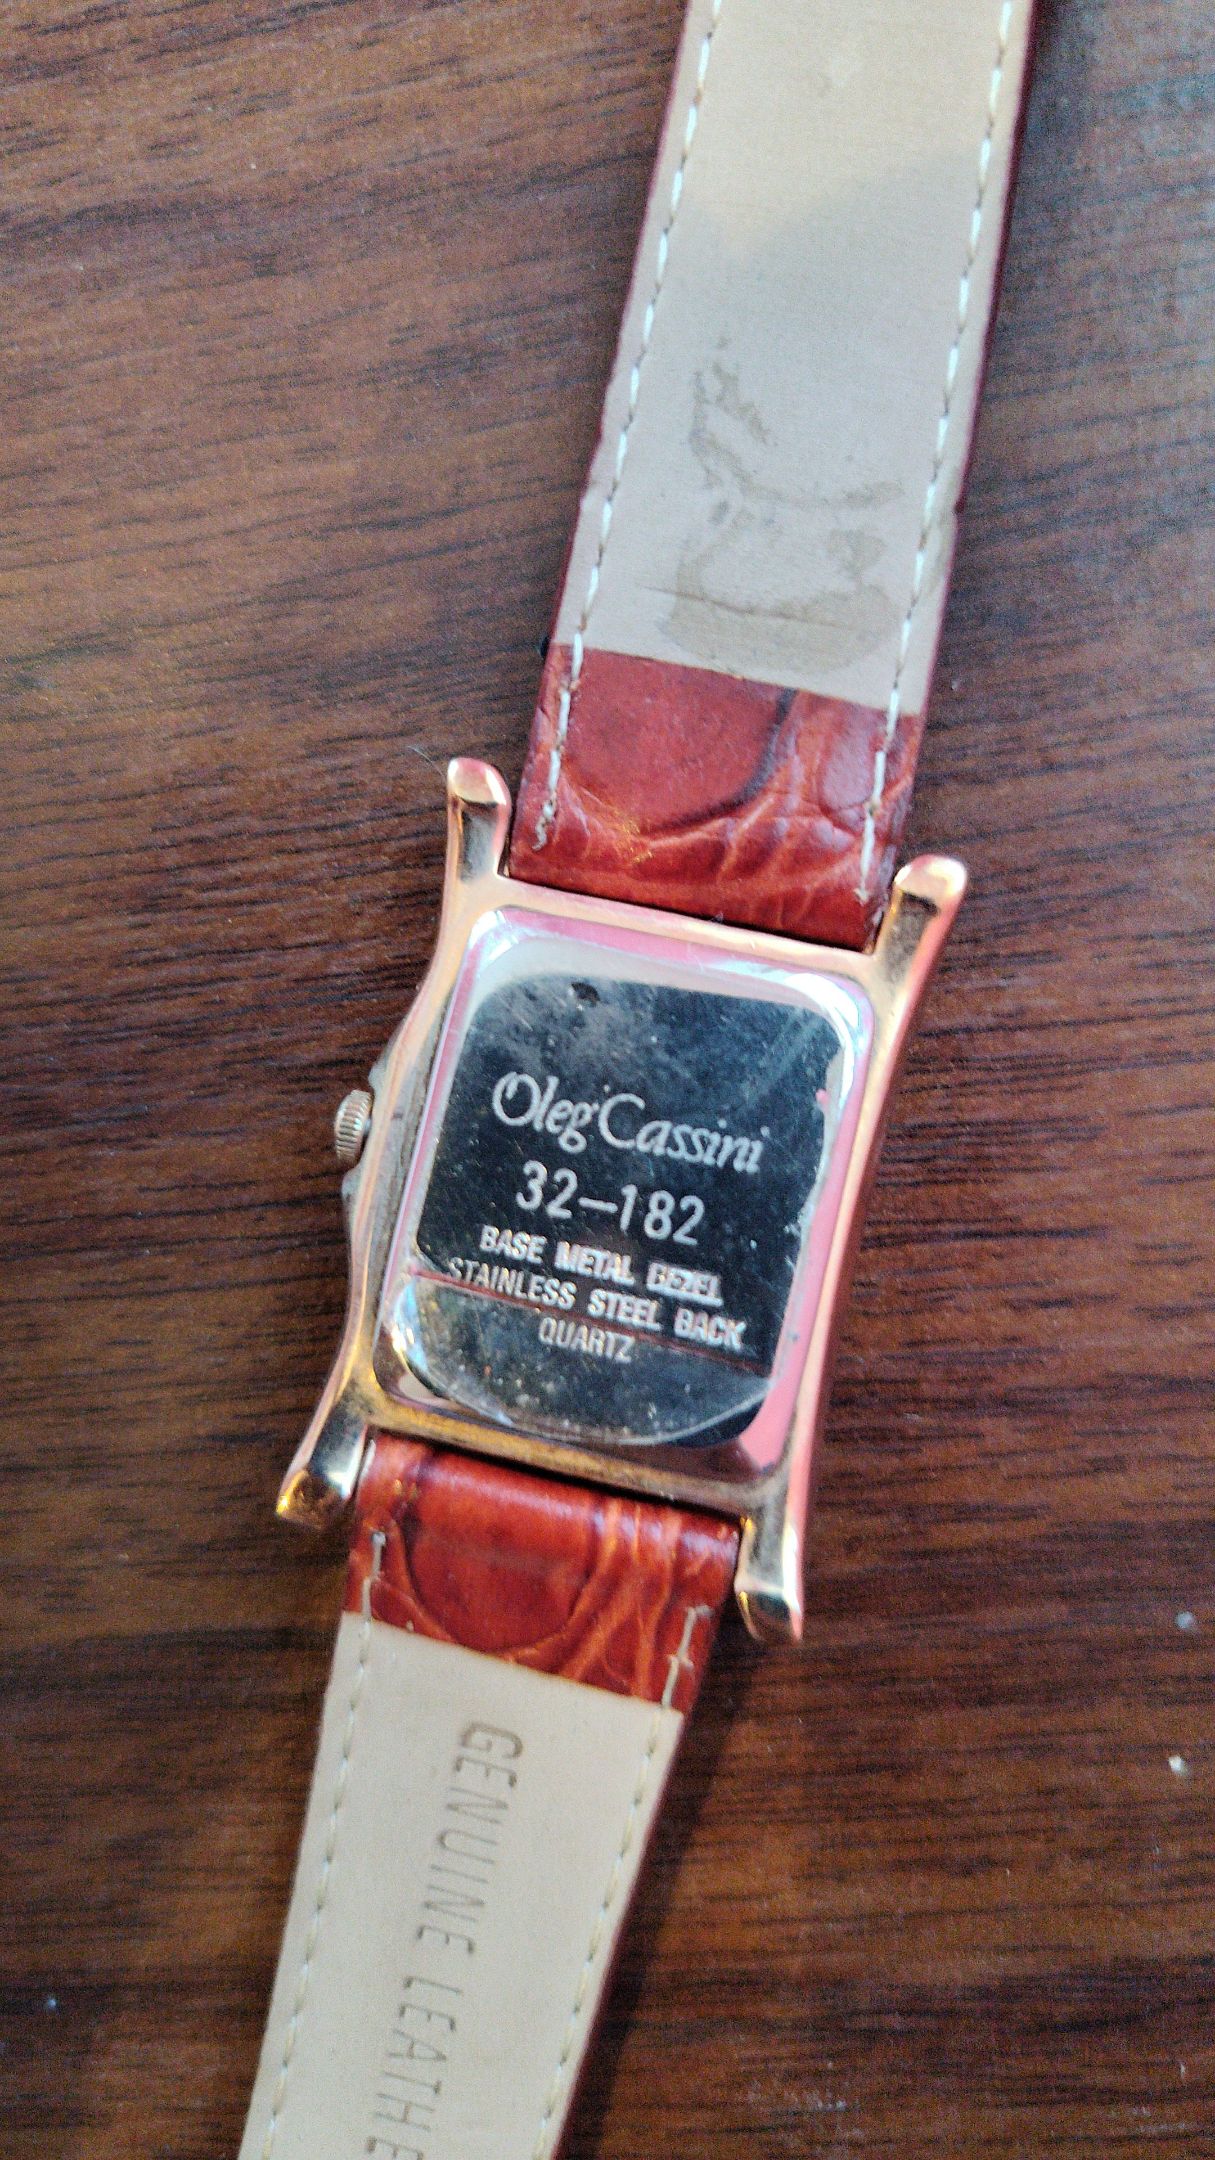 Oleg Cassini
32-182
BASE METAL BEZEL
STAINLESS STEEL BACK
QUARTZ
GENUINE LEATHE